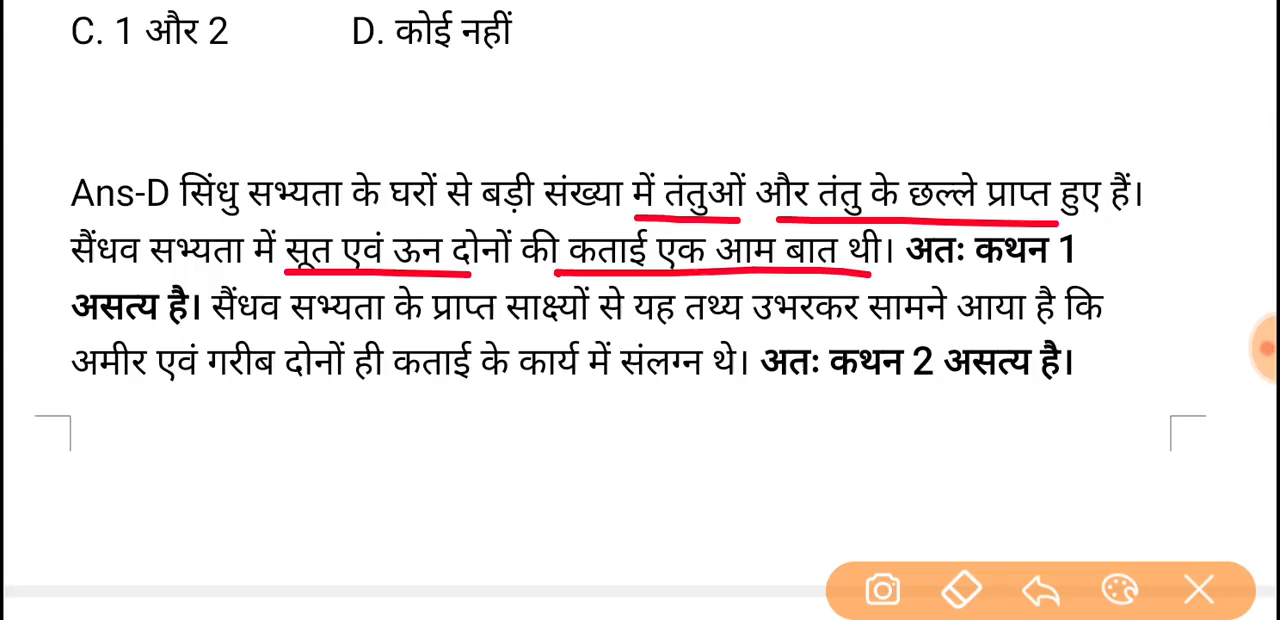 C. 1 और 2 D. कोई नहीं
Ans-D सिंधु सभ्यता के घरों से बड़ी संख्या में तंतुओं और तंतु के छल्ले प्राप्त हुए हैं।
सैंधव सभ्यता में सूत एवं ऊन दोनों की कताई एक आम बात थी। अतः कथन 1
असत्य है। सैंधव सभ्यता के प्राप्त साक्ष्यों से यह तथ्य उभरकर सामने आया है कि
अमीर एवं गरीब दोनों ही कताई के कार्य में संलग्न थे। अतः कथन 2 असत्य है।